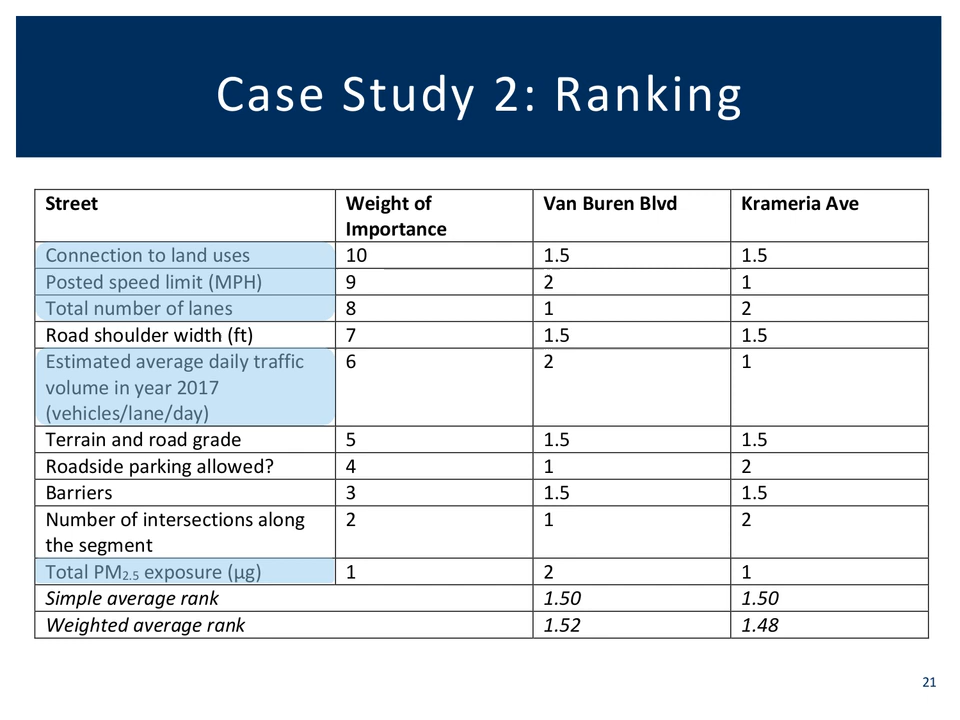 Case Study 2: Ranking
Street Weight of Importance Van Buren Blvd Krameria Ave
Connection to land uses 10 1.5 1.5
Posted speed limit (MPH) 9 2 1
Total number of lanes 8 1 2
Road shoulder width (ft) 7 1.5 1.5
Estimated average daily traffic volume in year 2017 (vehicles/lane/day) 6 2 1
Terrain and road grade 5 1.5 1.5
Roadside parking allowed? 4 1 2
Barriers 3 1.5 1.5
Number of intersections along the segment 2 1 2
Total PM2.5 exposure (μg) 1 2 1
Simple average rank 1.50 1.50
Weighted average rank 1.52 1.48
21